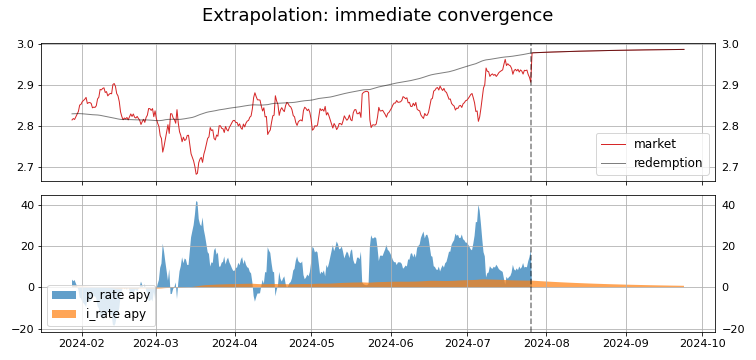 Extrapolation: immediate convergence
3.0 3.0
2.9 2.9
2.8 2.8
2.7 2.7
market
redemption
40 40
20 20
0 0
−20 −20
p_rate apy
i_rate apy
2024-02 2024-03 2024-04 2024-05 2024-06 2024-07 2024-08 2024-09 2024-10